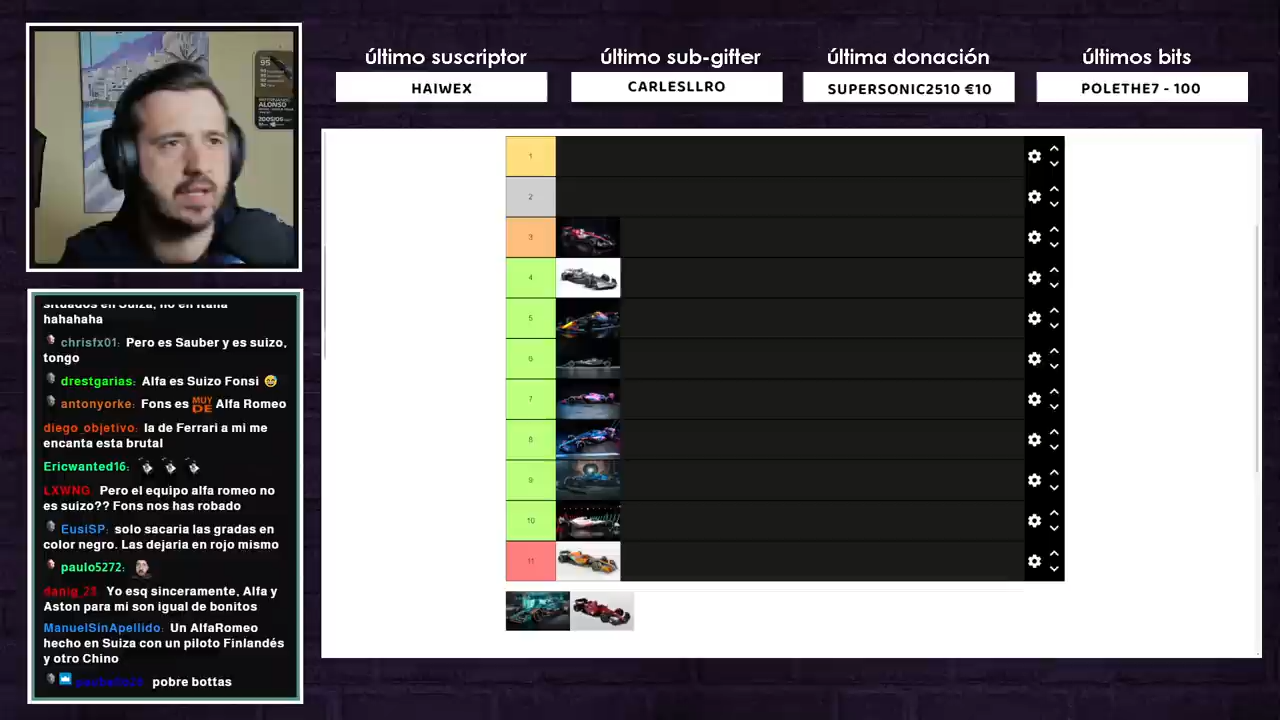 último suscriptor
último sub-gifter
última donación
últimos bits
HAIWEX
CARLESLLRO
SUPERSONIC2510 €10
POLETHE7 - 100
95
ALONSO
2005/06
1
2
3
4
5
6
7
8
9
10
11
situados en Suiza, no en Italia
hahahaha
chrisfx01: Pero es Sauber y es suizo,
tongo
drestgarias: Alfa es Suizo Fonsi 😅
antonyorke: Fons es MUY DE Alfa Romeo
diego_objetivo: la de Ferrari a mi me
encanta esta brutal
Ericwanted16:
LXWNG: Pero el equipo alfa romeo no
es suizo?? Fons nos has robado
EusiSP: solo sacaria las gradas en
color negro. Las dejaria en rojo mismo
paulo5272:
danig_23: Yo esq sinceramente, Alfa y
Aston para mi son igual de bonitos
ManuelSinApellido: Un AlfaRomeo
hecho en Suiza con un piloto Finlandés
y otro Chino
pobre bottas